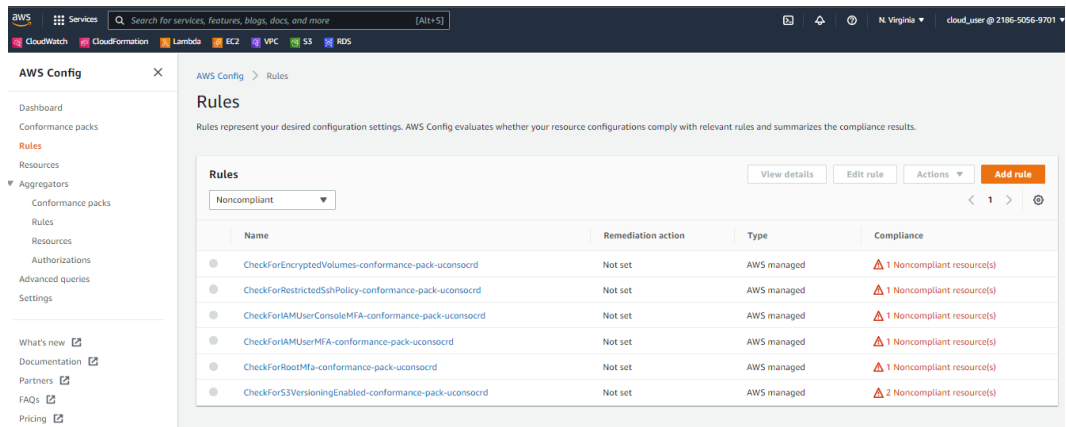 aws Services Search for services, features, blogs, docs, and more [Alt+S] N. Virginia ▼ cloud_user @ 2186-5056-9701 ▼
CloudWatch CloudFormation Lambda EC2 VPC S3 RDS
AWS Config
Dashboard
Conformance packs
Rules
Resources
Aggregators
Conformance packs
Rules
Resources
Authorizations
Advanced queries
Settings
What's new
Documentation
Partners
FAQs
Pricing
AWS Config > Rules
Rules
Rules represent your desired configuration settings. AWS Config evaluates whether your resource configurations comply with relevant rules and summarizes the compliance results.
Rules View details Edit rule Actions ▼ Add rule
Noncompliant ▼ < 1 >
Name Remediation action Type Compliance
CheckForEncryptedVolumes-conformance-pack-uconsocrd Not set AWS managed 1 Noncompliant resource(s)
CheckForRestrictedSshPolicy-conformance-pack-uconsocrd Not set AWS managed 1 Noncompliant resource(s)
CheckForIAMUserConsoleMFA-conformance-pack-uconsocrd Not set AWS managed 1 Noncompliant resource(s)
CheckForIAMUserMFA-conformance-pack-uconsocrd Not set AWS managed 1 Noncompliant resource(s)
CheckForRootMfa-conformance-pack-uconsocrd Not set AWS managed 1 Noncompliant resource(s)
CheckForS3VersioningEnabled-conformance-pack-uconsocrd Not set AWS managed 2 Noncompliant resource(s)